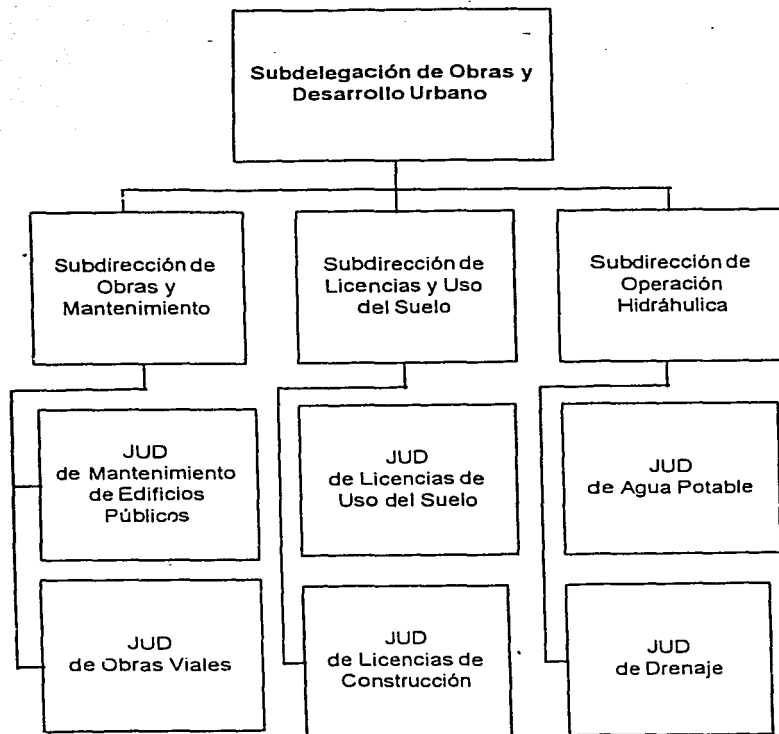 Subdelegación de Obras y
Desarrollo Urbano
Subdirección de
Obras y
Mantenimiento
Subdirección de
Licencias y Uso
del Suelo
Subdirección de
Operación
Hidráhulica
JUD
de Mantenimiento
de Edificios
Públicos
JUD
de Licencias de
Uso del Suelo
JUD
de Agua Potable
JUD
de Obras Viales
JUD
de Licencias de
Construcción
JUD
de Drenaje